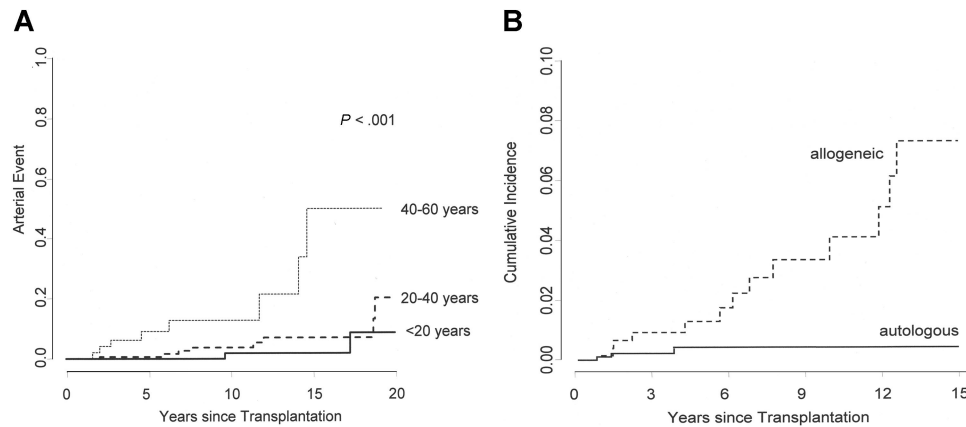 A
Arterial Event
1.0
0.8
0.6
0.4
0.2
0.0
P < .001
40-60 years
20-40 years
<20 years
0 5 10 15 20
Years since Transplantation
B
Cumulative Incidence
0.10
0.08
0.06
0.04
0.02
0.00
allogeneic
autologous
0 3 6 9 12 15
Years since Transplantation